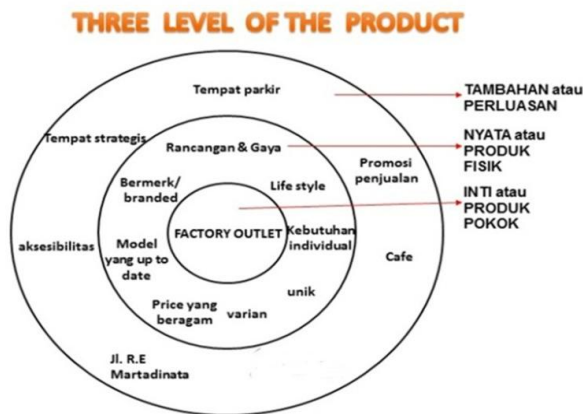 THREE LEVEL OF THE PRODUCT
Tempat parkir
TAMBAHAN atau
PERLUASAN
Tempat strategis
Rancangan & Gaya
NYATA atau
PRODUK
FISIK
Promosi
penjualan
Bermerk/
branded
Life style
INTI atau
PRODUK
POKOK
FACTORY OUTLET
Kebutuhan
individual
aksesibilitas
Model
yang up to
date
Cafe
unik
Price yang
beragam
varian
Jl. R.E
Martadinata